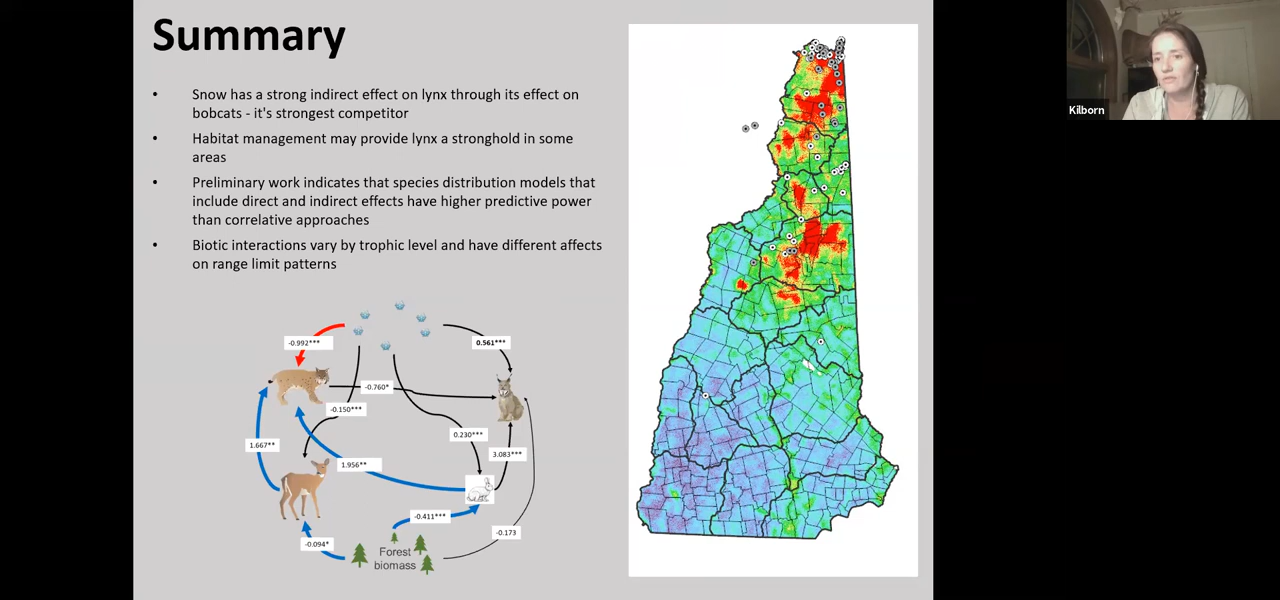 Summary
• Snow has a strong indirect effect on lynx through its effect on
bobcats - it's strongest competitor
• Habitat management may provide lynx a stronghold in some
areas
• Preliminary work indicates that species distribution models that
include direct and indirect effects have higher predictive power
than correlative approaches
• Biotic interactions vary by trophic level and have different affects
on range limit patterns
Kilborn
-0.992***
0.561***
-0.760*
-0.150***
0.230***
1.667**
3.083***
1.956**
-0.411***
-0.173
-0.094*
Forest
biomass